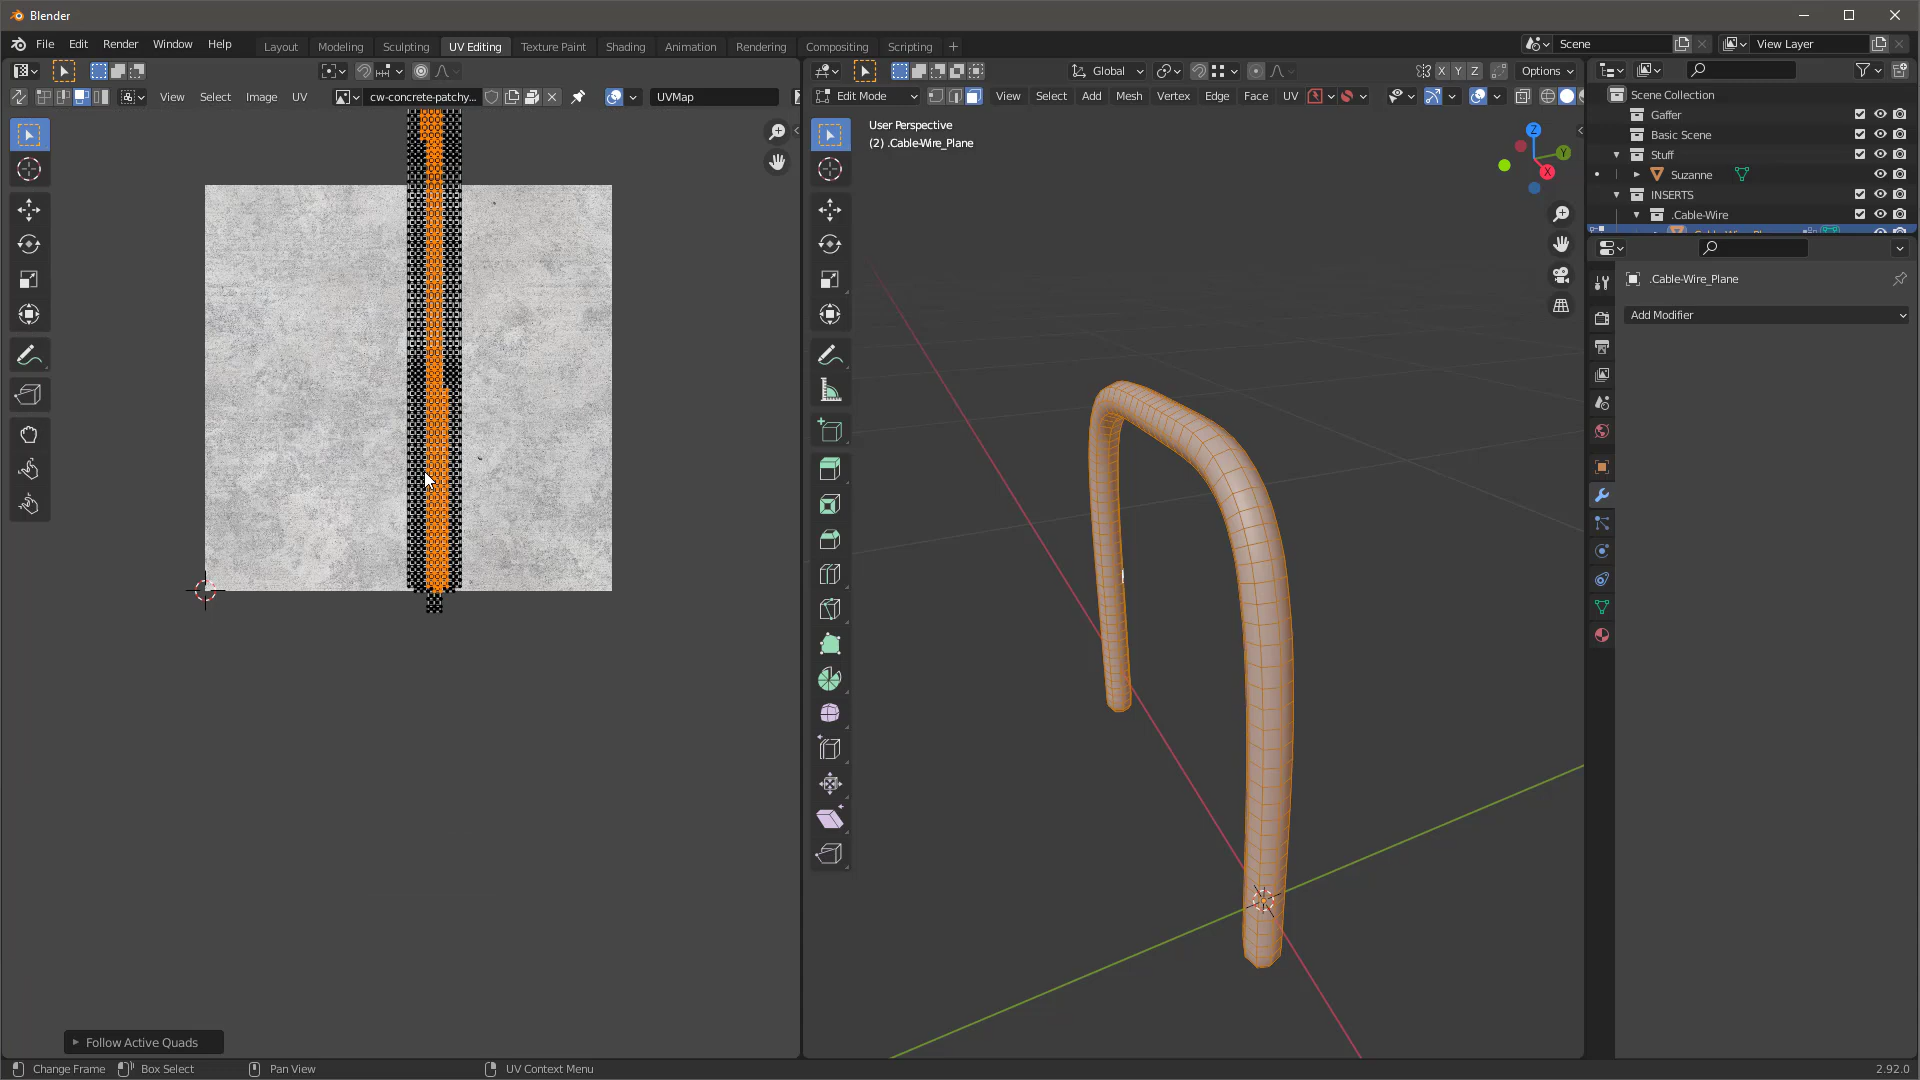 Blender
File Edit Render Window Help
Layout Modeling Sculpting UV Editing Texture Paint Shading Animation Rendering Compositing Scripting +
Scene
View Layer
Global
Options
View Select Image UV
cw-concrete-patchy...
UVMap
Edit Mode
View Select Add Mesh Vertex Edge Face UV
X Y Z
User Perspective
(2) .Cable-Wire_Plane
Z
Y
X
Scene Collection
Gaffer
Basic Scene
Stuff
Suzanne
INSERTS
.Cable-Wire
.Cable-Wire_Plane
Add Modifier
Follow Active Quads
Change Frame Box Select Pan View UV Context Menu 2.92.0